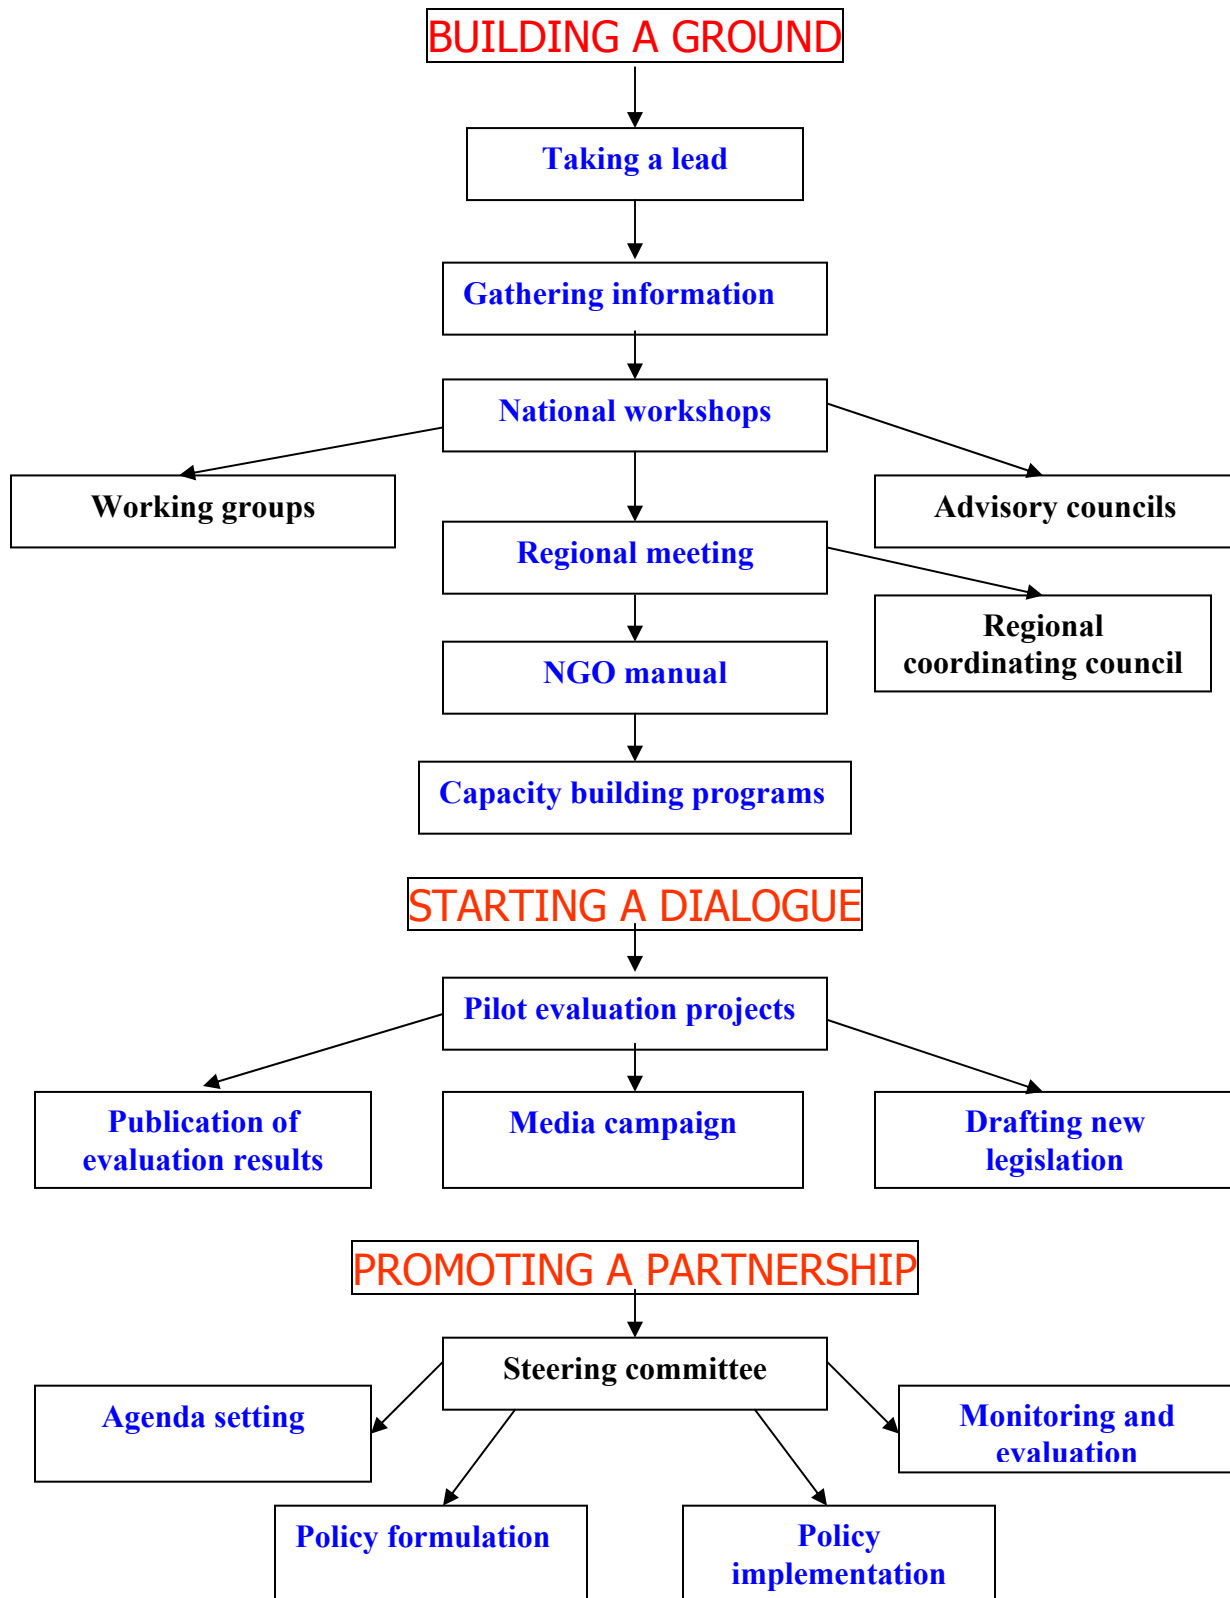 BUILDING A GROUND
Taking a lead
Gathering information
National workshops
Working groups
Advisory councils
Regional meeting
Regional
coordinating council
NGO manual
Capacity building programs
STARTING A DIALOGUE
Pilot evaluation projects
Publication of
evaluation results
Media campaign
Drafting new
legislation
PROMOTING A PARTNERSHIP
Steering committee
Agenda setting
Monitoring and
evaluation
Policy formulation
Policy
implementation